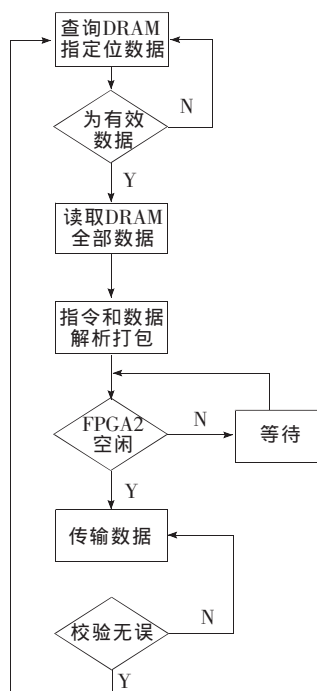 查询DRAM
指定位数据
N
为有效
数据
Y
读取DRAM
全部数据
指令和数据
解析打包
FPGA2
空闲
N
等待
Y
传输数据
校验无误
N
Y